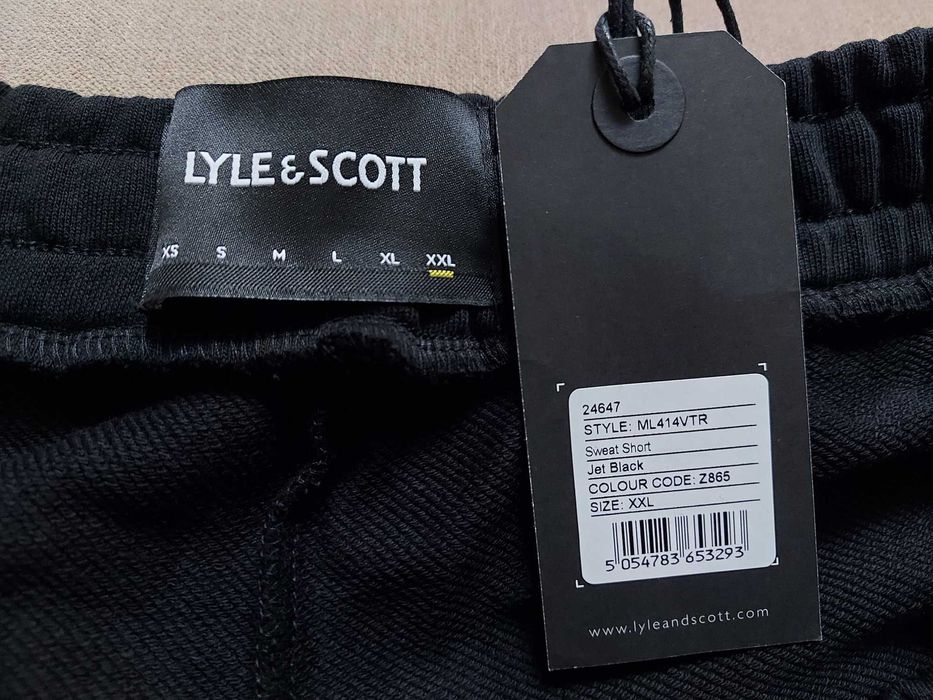 LYLE & SCOTT
XS S M L XL XXL
24647
STYLE: ML414VTR
Sweat Short
Jet Black
COLOUR CODE: Z865
SIZE: XXL
5 054783 653293
www.lyleandscott.com